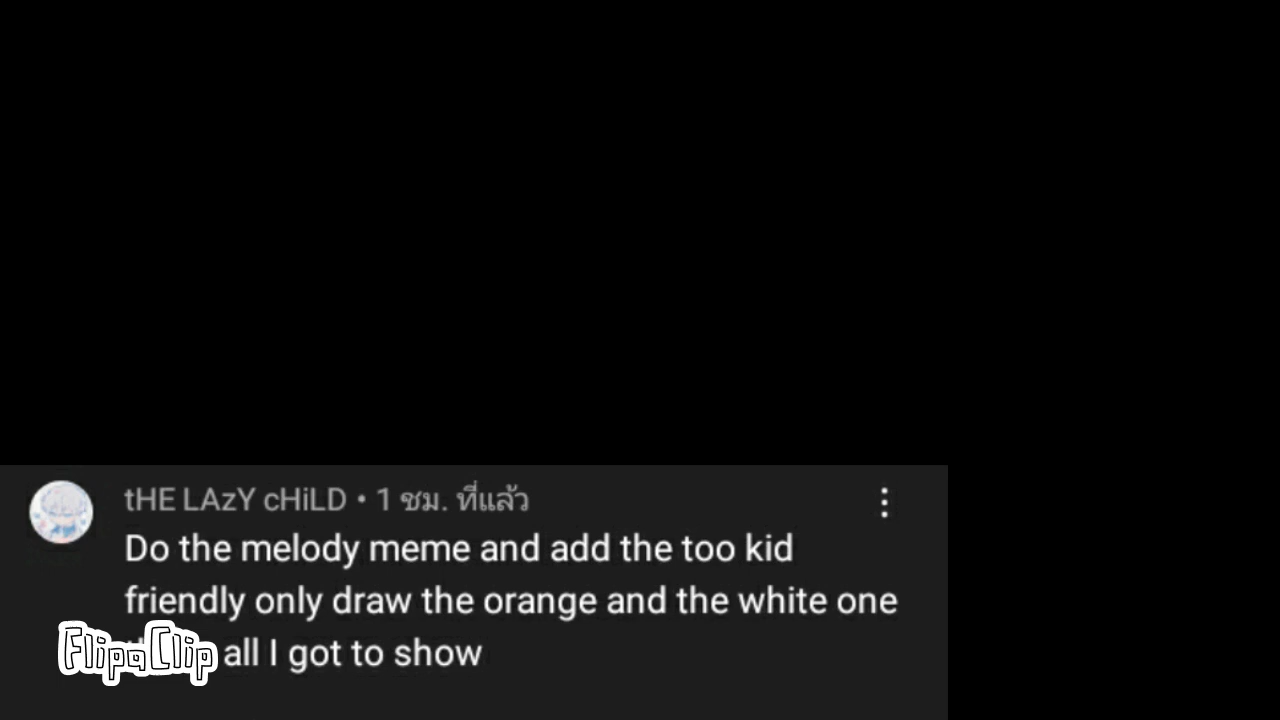 tHE LAzY cHiLD • 1 ชม. ที่แล้ว
Do the melody meme and add the too kid
friendly only draw the orange and the white one
all I got to show
FlipaClip